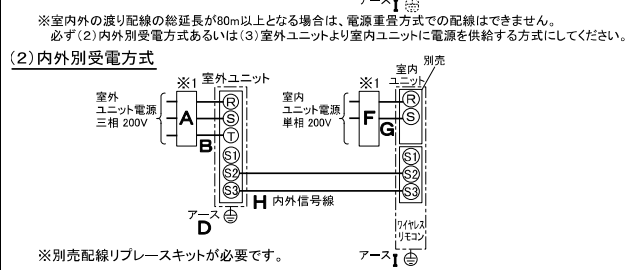 アース I
※室内外の渡り配線の総延長が80m以上となる場合は、電源重畳方式での配線はできません。
必ず(2)内外別受電方式あるいは(3)室外ユニットより室内ユニットに電源を供給する方式にしてください。
(2)内外別受電方式
※1 室外ユニット
室外
ユニット電源
三相 200V
A
B
R
S
T
S1
S2
S3
アース
D
H 内外信号線
※1
室内
ユニット
別売
室内
ユニット電源
単相 200V
F
G
R
S
S1
S2
S3
ワイヤレス
リモコン
アース I
※別売配線リプレースキットが必要です。